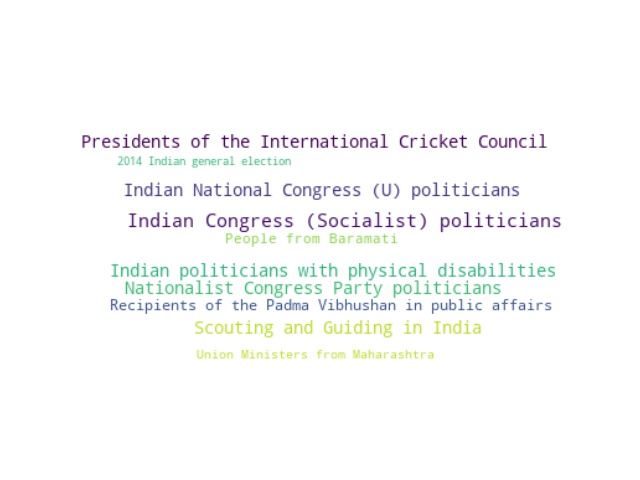 Presidents of the International Cricket Council
2014 Indian general election
Indian National Congress (U) politicians
Indian Congress (Socialist) politicians
People from Baramati
Indian politicians with physical disabilities
Nationalist Congress Party politicians
Recipients of the Padma Vibhushan in public affairs
Scouting and Guiding in India
Union Ministers from Maharashtra